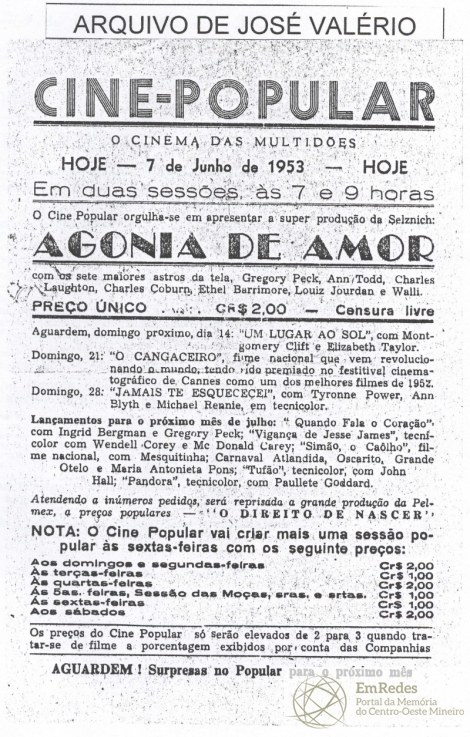 ARQUIVO DE JOSÉ VALÉRIO
CINE-POPULAR
O CINEMA DAS MULTIDÕES
HOJE — 7 de Junho de 1953 — HOJE
Em duas sessões, às 7 e 9 horas
O Cine Popular orgulha-se em apresentar a super produção da Selznich:
AGONIA DE AMOR
com os sete maiores astros da tela, Gregory Peck, Ann Todd, Charles
Laughton, Charles Coburn, Ethel Barrimore, Louiz Jourdan e Walli.
PREÇO ÚNICO CR$ 2,00 — Censura livre
Aguardem, domingo proximo, dia 14: "UM LUGAR AO SOL", com Mont-
gomery Clift e Elizabeth Taylor.
Domingo, 21: "O CANGACEIRO", filme nacional que vem revolucio-
nando o mundo, tendo sido premiado no festitival cinema-
tográfico de Cannes como um dos melhores filmes de 1952.
Domingo, 28: "JAMAIS TE ESQUECECEI", com Tyronne Power, Ann
Blyth e Michael Rennie, em tecnicolor.
Lançamentos para o próximo mês de julho: "Quando Fala o Coração"
com Ingrid Bergman e Gregory Peck; "Vigança de Jesse James", tecni-
color com Wendell Corey e Mc Donald Carey; "Simão, o Caôlho", fil-
me nacional, com Mesquitinha; Carnaval Atlandida, Oscarito, Grande
Otelo e Maria Antonieta Pons; "Tufão", tecnicolor, com John
Hall; "Pandora", tecnicolor, com Paullete Goddard.
Atendendo a inúmeros pedidos, será reprisada a grande produção da Pel-
mex, a preços populares — "O DIREITO DE NASCER"
NOTA: O Cine Popular vai criar mais uma sessão po-
pular às sextas-feiras com os seguinte preços:
Aos domingos e segundas-feiras Cr$ 2,00
Às terças-feiras Cr$ 1,00
Às quartas-feiras Cr$ 2,00
Às 5as. feiras, Sessão das Moças, sras. e srtas. Cr$ 1,00
Às sextas-feiras Cr$ 1,00
Aos sábados Cr$ 2,00
Os preços do Cine Popular só serão elevados de 2 para 3 quando tra-
tar-se de filme a porcentagem exibidos por conta das Companhias
AGUARDEM! Surpresas no Popular para o próximo mês
EmRedes
Portal da Memória
do Centro-Oeste Mineiro